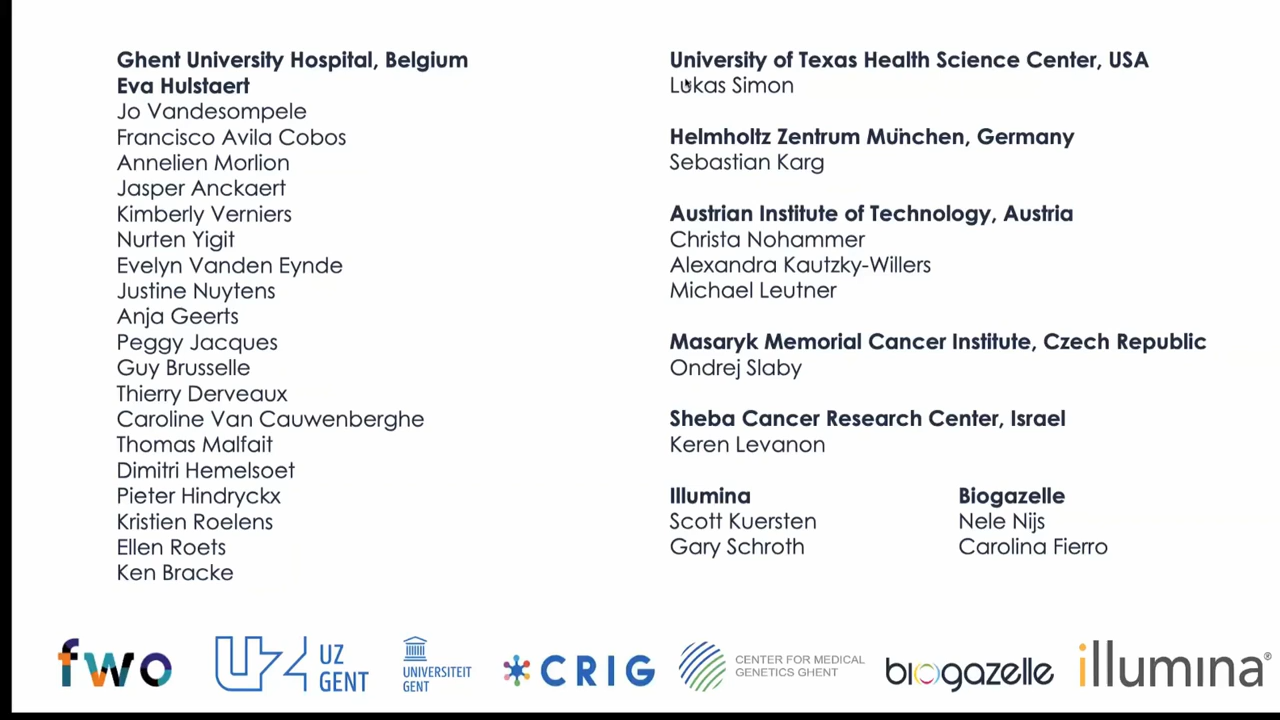 Ghent University Hospital, Belgium
Eva Hulstaert
Jo Vandesompele
Francisco Avila Cobos
Annelien Morlion
Jasper Anckaert
Kimberly Verniers
Nurten Yigit
Evelyn Vanden Eynde
Justine Nuytens
Anja Geerts
Peggy Jacques
Guy Brusselle
Thierry Derveaux
Caroline Van Cauwenberghe
Thomas Malfait
Dimitri Hemelsoet
Pieter Hindryckx
Kristien Roelens
Ellen Roets
Ken Bracke
University of Texas Health Science Center, USA
Lukas Simon
Helmholtz Zentrum München, Germany
Sebastian Karg
Austrian Institute of Technology, Austria
Christa Nohammer
Alexandra Kautzky-Willers
Michael Leutner
Masaryk Memorial Cancer Institute, Czech Republic
Ondrej Slaby
Sheba Cancer Research Center, Israel
Keren Levanon
Illumina
Scott Kuersten
Gary Schroth
Biogazelle
Nele Nijs
Carolina Fierro
fwo
UZ
GENT
UNIVERSITEIT
GENT
CRIG
CENTER FOR MEDICAL
GENETICS GHENT
biogazelle
illumina®